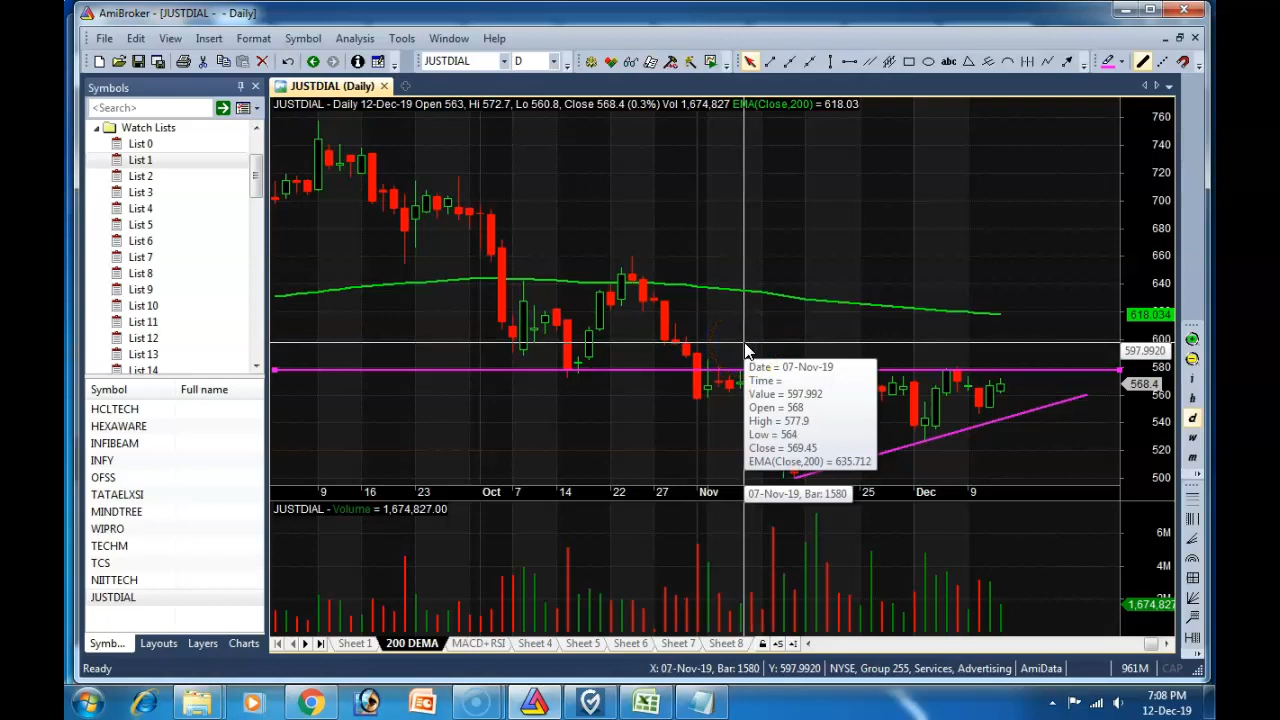 AmiBroker - [JUSTDIAL - - Daily]
File Edit View Insert Format Symbol Analysis Tools Window Help
JUSTDIAL D
abc
Symbols
JUSTDIAL (Daily)
<Search>
JUSTDIAL - Daily 12-Dec-19 Open 563, Hi 572.7, Lo 560.8, Close 568.4 (0.3%) Vol 1,674,827 EMA(Close,200) = 618.03
Watch Lists
List 0
List 1
List 2
List 3
List 4
List 5
List 6
List 7
List 8
List 9
List 10
List 11
List 12
List 13
List 14
760
740
720
700
680
660
640
618.034
600
597.9920
580
568.4
560
540
520
500
Date = 07-Nov-19
Time =
Value = 597.992
Open = 568
High = 577.9
Low = 564
Close = 569.45
EMA(Close,200) = 635.712
9 16 23 Oct 7 14 22 27 Nov 07-Nov-19, Bar: 1580 25 Dec 9
Symbol Full name
HCLTECH
HEXAWARE
INFIBEAM
INFY
OFSS
TATAELXSI
MINDTREE
WIPRO
TECHM
TCS
NIITTECH
JUSTDIAL
JUSTDIAL - Volume = 1,674,827.00
6M
4M
1,674,827
i
h
d
w
m
Symb... Layouts Layers Charts
Sheet 1 200 DEMA MACD+RSI Sheet 4 Sheet 5 Sheet 6 Sheet 7 Sheet 8
Ready X: 07-Nov-19, Bar: 1580 Y: 597.9920 NYSE, Group 255, Services, Advertising AmiData 961M CAP
7:08 PM
12-Dec-19